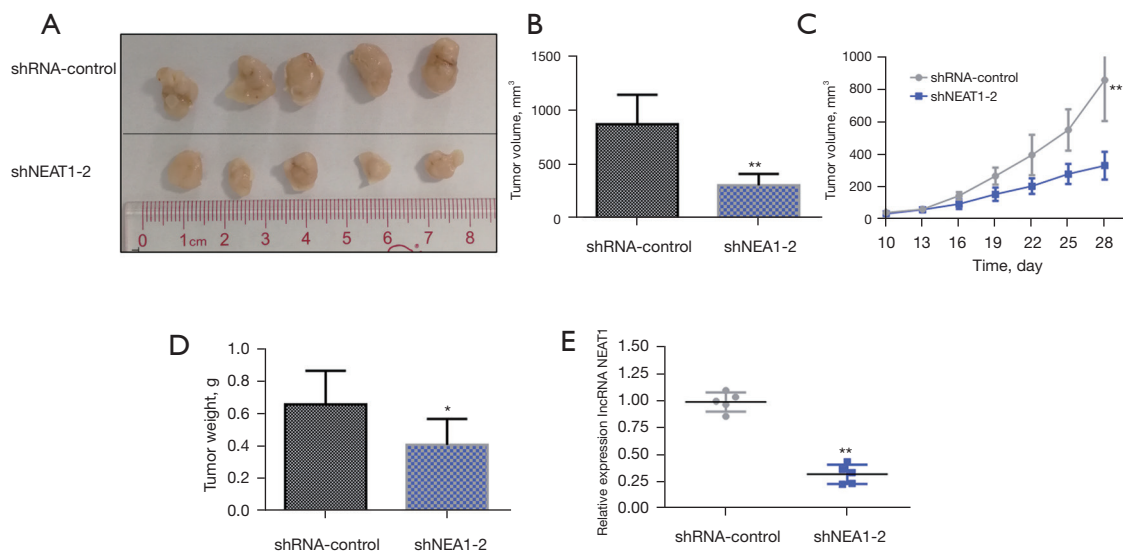 A
shRNA-control
shNEAT1-2
0 1 cm 2 3 4 5 6 7 8
B
Tumor volume, mm3
1500
1000
500
0
**
shRNA-control shNEA1-2
C
Tumor volume, mm3
1000
800
600
400
200
0
shRNA-control
shNEAT1-2
**
10 13 16 19 22 25 28
Time, day
D
Tumor weight, g
1.0
0.8
0.6
0.4
0.2
0.0
*
shRNA-control shNEA1-2
E
Relative expression lncRNA NEAT1
1.50
1.25
1.00
0.75
0.50
0.25
0.00
**
shRNA-control shNEA1-2